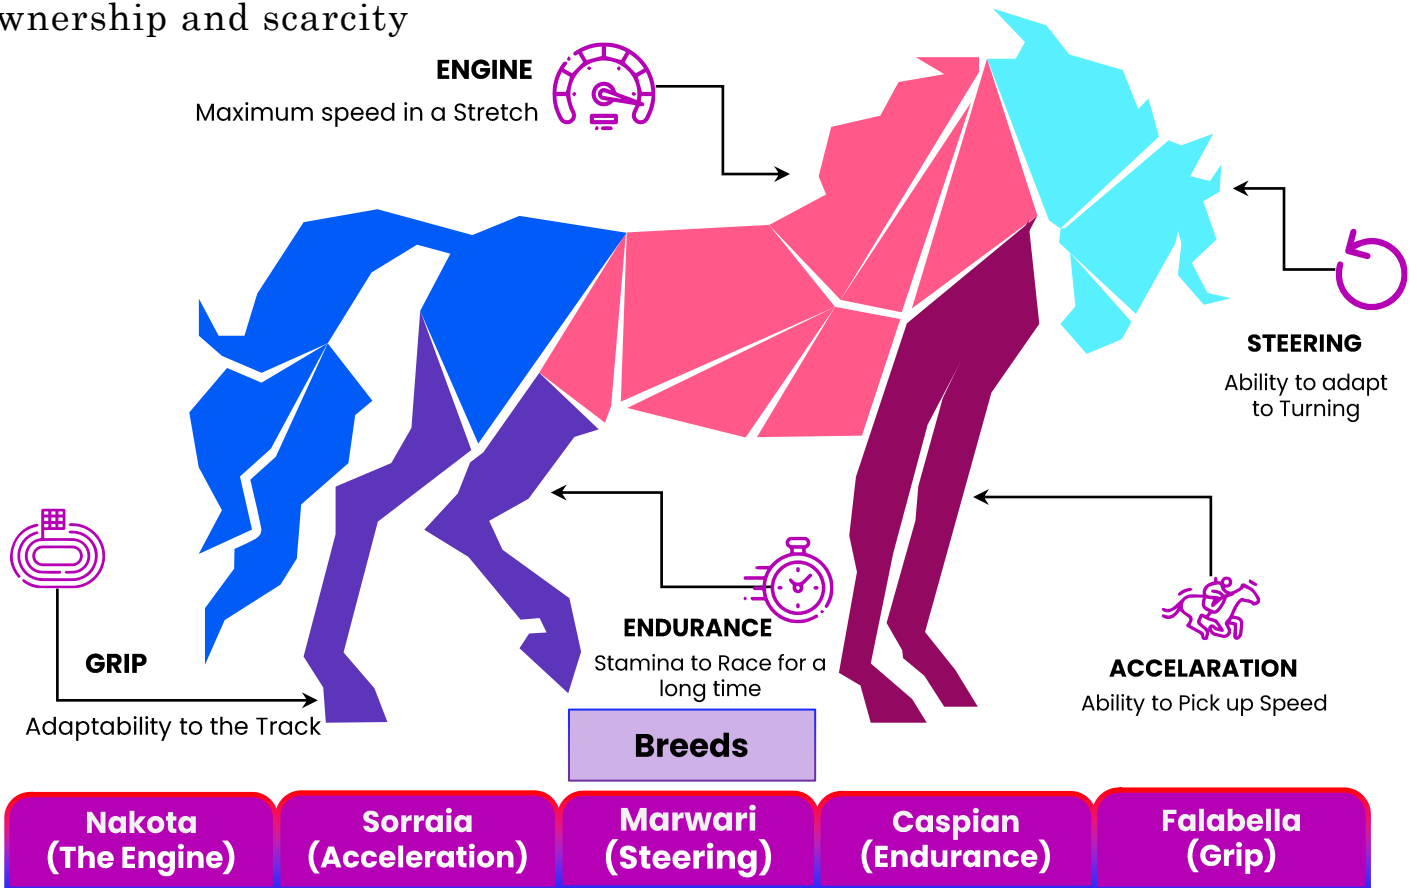 wnership and scarcity
ENGINE
Maximum speed in a Stretch
STEERING
Ability to adapt
to Turning
ENDURANCE
Stamina to Race for a
long time
GRIP
Adaptability to the Track
ACCELARATION
Ability to Pick up Speed
Breeds
Nakota
(The Engine)
Sorraia
(Acceleration)
Marwari
(Steering)
Caspian
(Endurance)
Falabella
(Grip)